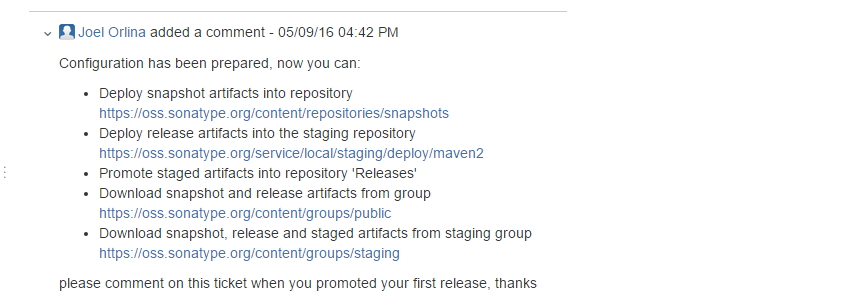 Joel Orlina added a comment - 05/09/16 04:42 PM
Configuration has been prepared, now you can:
• Deploy snapshot artifacts into repository
https://oss.sonatype.org/content/repositories/snapshots
• Deploy release artifacts into the staging repository
https://oss.sonatype.org/service/local/staging/deploy/maven2
• Promote staged artifacts into repository 'Releases'
• Download snapshot and release artifacts from group
https://oss.sonatype.org/content/groups/public
• Download snapshot, release and staged artifacts from staging group
https://oss.sonatype.org/content/groups/staging
please comment on this ticket when you promoted your first release, thanks